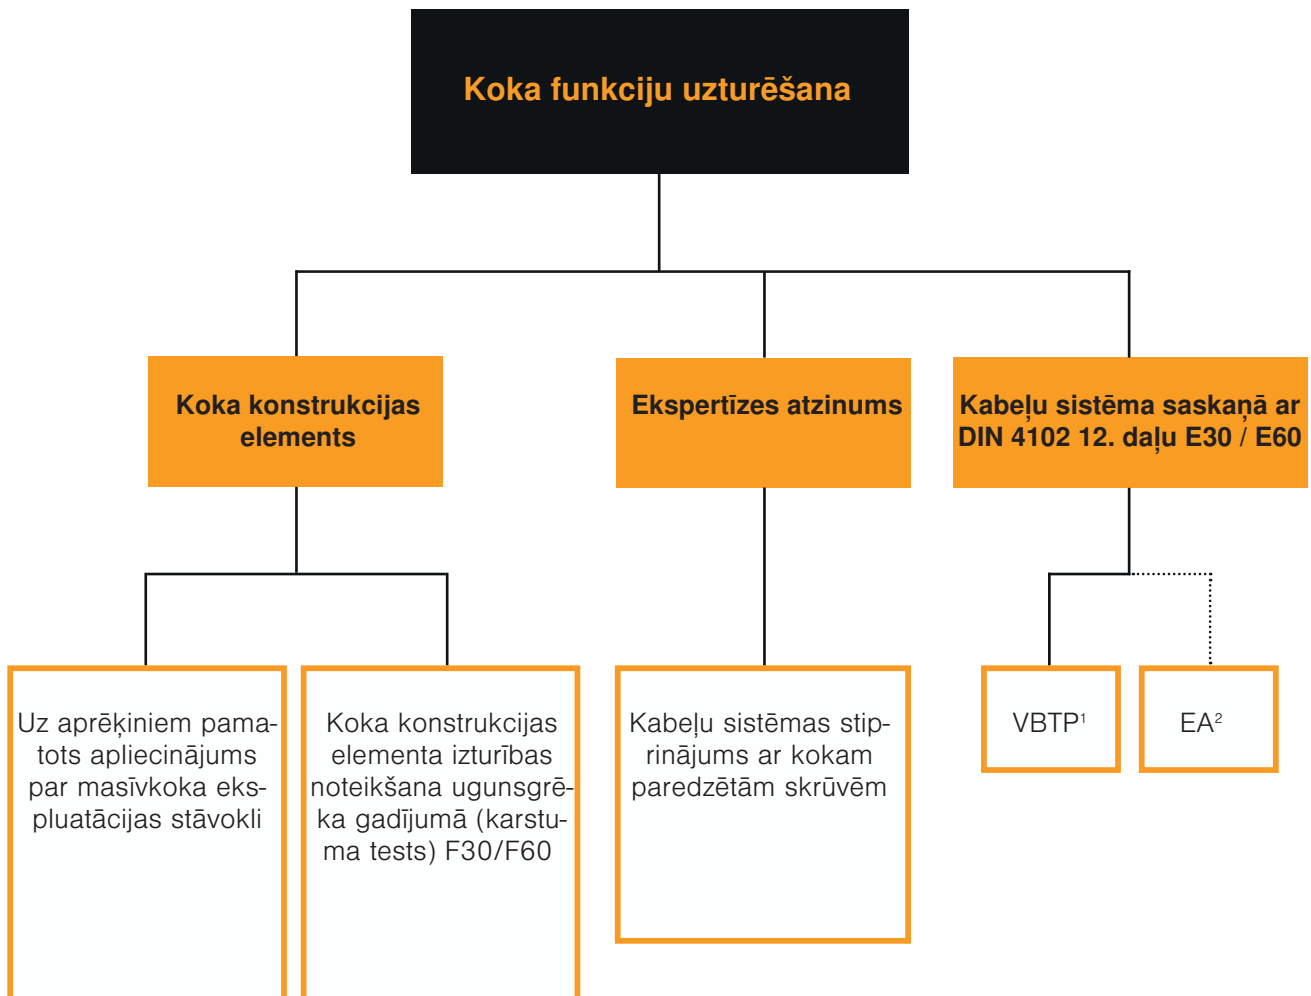 Koka funkciju uzturēšana
Koka konstrukcijas
elements
Ekspertīzes atzinums
Kabeļu sistēma saskaņā ar
DIN 4102 12. daļu E30 / E60
Uz aprēķiniem pama-
tots apliecinājums
par masīvkoka eks-
pluatācijas stāvokli
Koka konstrukcijas
elementa izturības
noteikšana ugunsgrē-
ka gadījumā (karstu-
ma tests) F30/F60
Kabeļu sistēmas stip-
rinājums ar kokam
paredzētām skrūvēm
VBTP¹
EA²